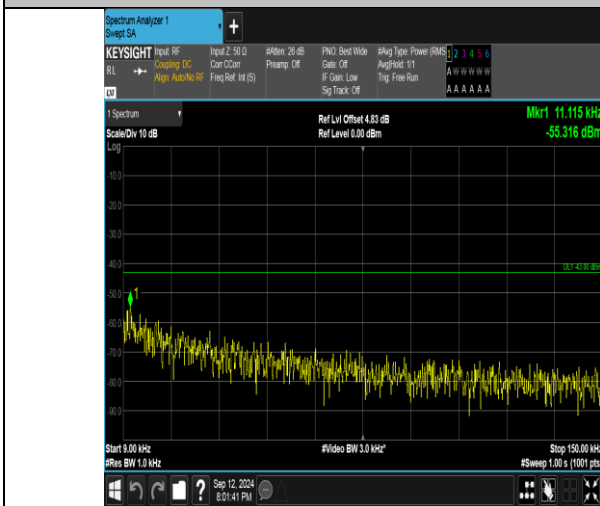 Spectrum Analyzer 1
Swept SA
+
KEYSIGHT
RL
Input: RF
Coupling: DC
Align: Auto/No RF
Input Z: 50 Ω
Corr CCorr
Freq Ref: Int (S)
#Atten: 26 dB
Preamp: Off
PNO: Best Wide
Gate: Off
IF Gain: Low
Sig Track: Off
#Avg Type: Power (RMS
Avg|Hold: 1/1
Trig: Free Run
1 2 3 4 5 6
A W W W W W
A A A A A A
1 Spectrum
Scale/Div 10 dB
Log
Ref Lvl Offset 4.83 dB
Ref Level 0.00 dBm
Mkr1 11.115 kHz
-55.316 dBm
-10.0
-20.0
-30.0
-40.0
DL1 -43.00 dBm
-50.0
1
-60.0
-70.0
-80.0
-90.0
Start 9.00 kHz
#Res BW 1.0 kHz
#Video BW 3.0 kHz*
Stop 150.00 kHz
#Sweep 1.00 s (1001 pts
?
Sep 12, 2024
8:01:41 PM